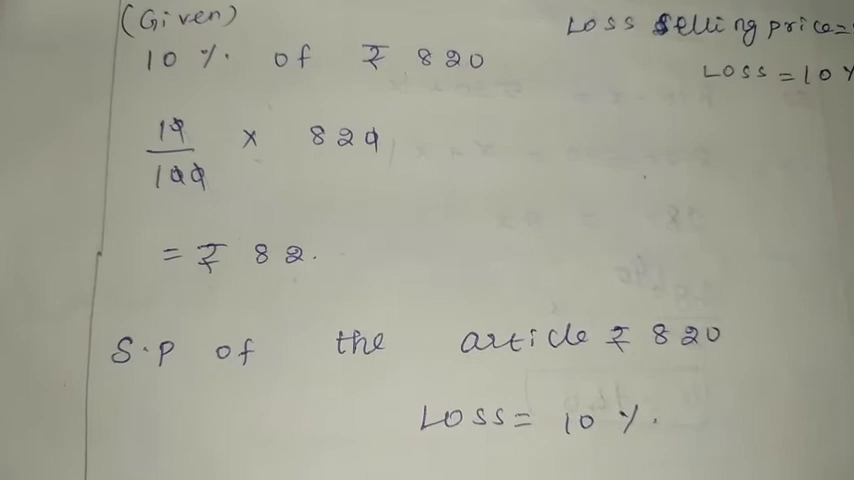 (Given)
Loss Selling price=
10 % of ₹ 820
Loss = 10 %
10/100 × 820
= ₹ 82.
S.P of the article ₹ 820
Loss = 10 %.